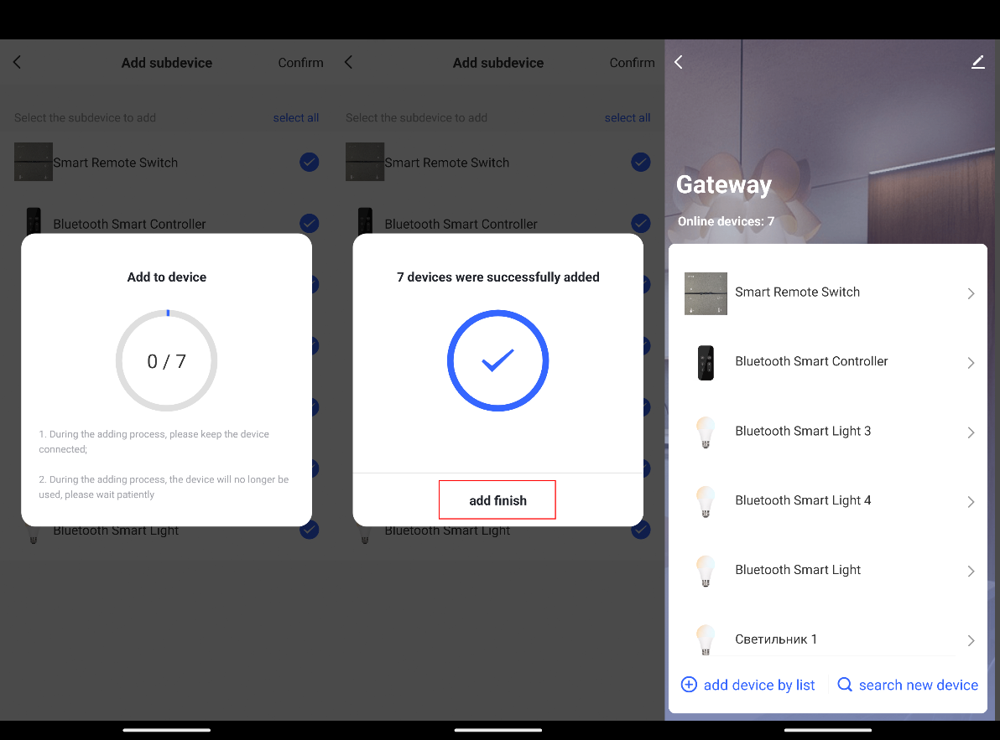 Add subdevice
Confirm
Select the subdevice to add
select all
Smart Remote Switch
Bluetooth Smart Controller
Add to device
0 / 7
1. During the adding process, please keep the device
connected;
2. During the adding process, the device will no longer be
used, please wait patiently
Bluetooth Smart Light
Add subdevice
Confirm
Select the subdevice to add
select all
Smart Remote Switch
Bluetooth Smart Controller
7 devices were successfully added
add finish
Bluetooth Smart Light
Gateway
Online devices: 7
Smart Remote Switch
Bluetooth Smart Controller
Bluetooth Smart Light 3
Bluetooth Smart Light 4
Bluetooth Smart Light
Светильник 1
add device by list
search new device